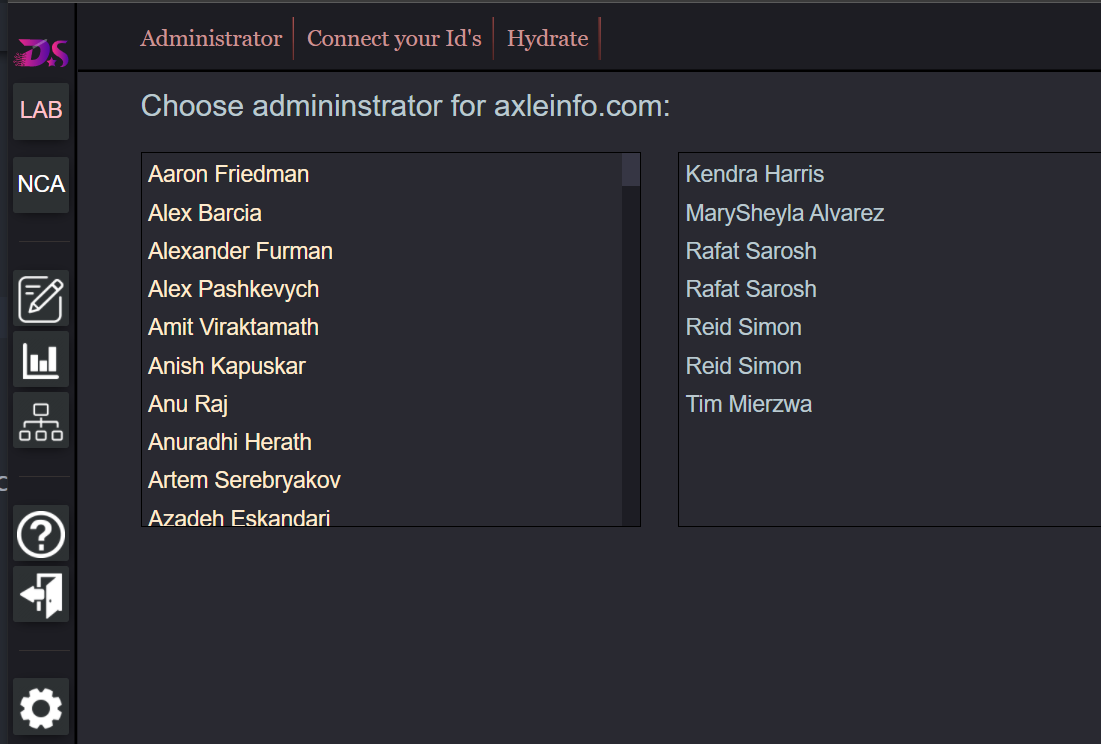 DS
Administrator
Connect your Id's
Hydrate
LAB
NCA
Choose admininstrator for axleinfo.com:
Aaron Friedman
Alex Barcia
Alexander Furman
Alex Pashkevych
Amit Viraktamath
Anish Kapuskar
Anu Raj
Anuradhi Herath
Artem Serebryakov
Azadeh Eskandari
Kendra Harris
MarySheyla Alvarez
Rafat Sarosh
Rafat Sarosh
Reid Simon
Reid Simon
Tim Mierzwa